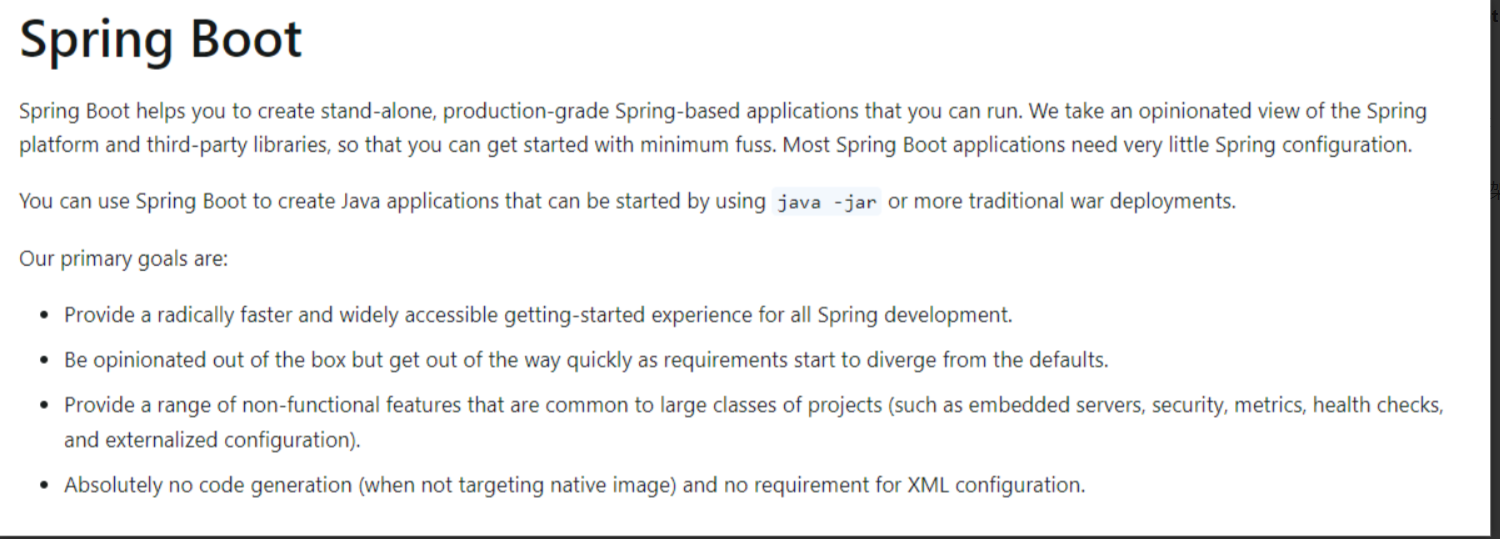 Spring Boot
Spring Boot helps you to create stand-alone, production-grade Spring-based applications that you can run. We take an opinionated view of the Spring
platform and third-party libraries, so that you can get started with minimum fuss. Most Spring Boot applications need very little Spring configuration.
You can use Spring Boot to create Java applications that can be started by using java -jar or more traditional war deployments.
Our primary goals are:
• Provide a radically faster and widely accessible getting-started experience for all Spring development.
• Be opinionated out of the box but get out of the way quickly as requirements start to diverge from the defaults.
• Provide a range of non-functional features that are common to large classes of projects (such as embedded servers, security, metrics, health checks,
and externalized configuration).
• Absolutely no code generation (when not targeting native image) and no requirement for XML configuration.